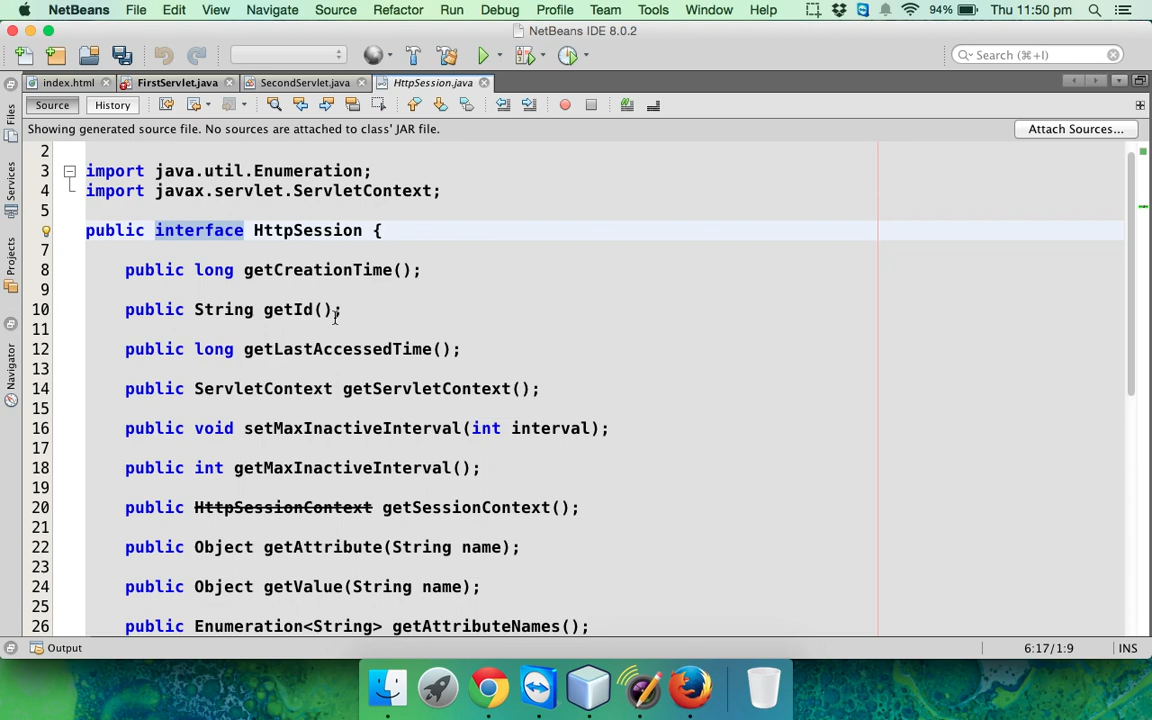 NetBeans File Edit View Navigate Source Refactor Run Debug Profile Team Tools Window Help 94% Thu 11:50 pm
NetBeans IDE 8.0.2
Search (⌘+I)
index.html FirstServlet.java SecondServlet.java HttpSession.java
Source History
Showing generated source file. No sources are attached to class' JAR file. Attach Sources...
Files
Services
Projects
Navigator
2
3 import java.util.Enumeration;
4 import javax.servlet.ServletContext;
5
public interface HttpSession {
7
8 public long getCreationTime();
9
10 public String getId();
11
12 public long getLastAccessedTime();
13
14 public ServletContext getServletContext();
15
16 public void setMaxInactiveInterval(int interval);
17
18 public int getMaxInactiveInterval();
19
20 public HttpSessionContext getSessionContext();
21
22 public Object getAttribute(String name);
23
24 public Object getValue(String name);
25
26 public Enumeration<String> getAttributeNames();
Output 6:17/1:9 INS